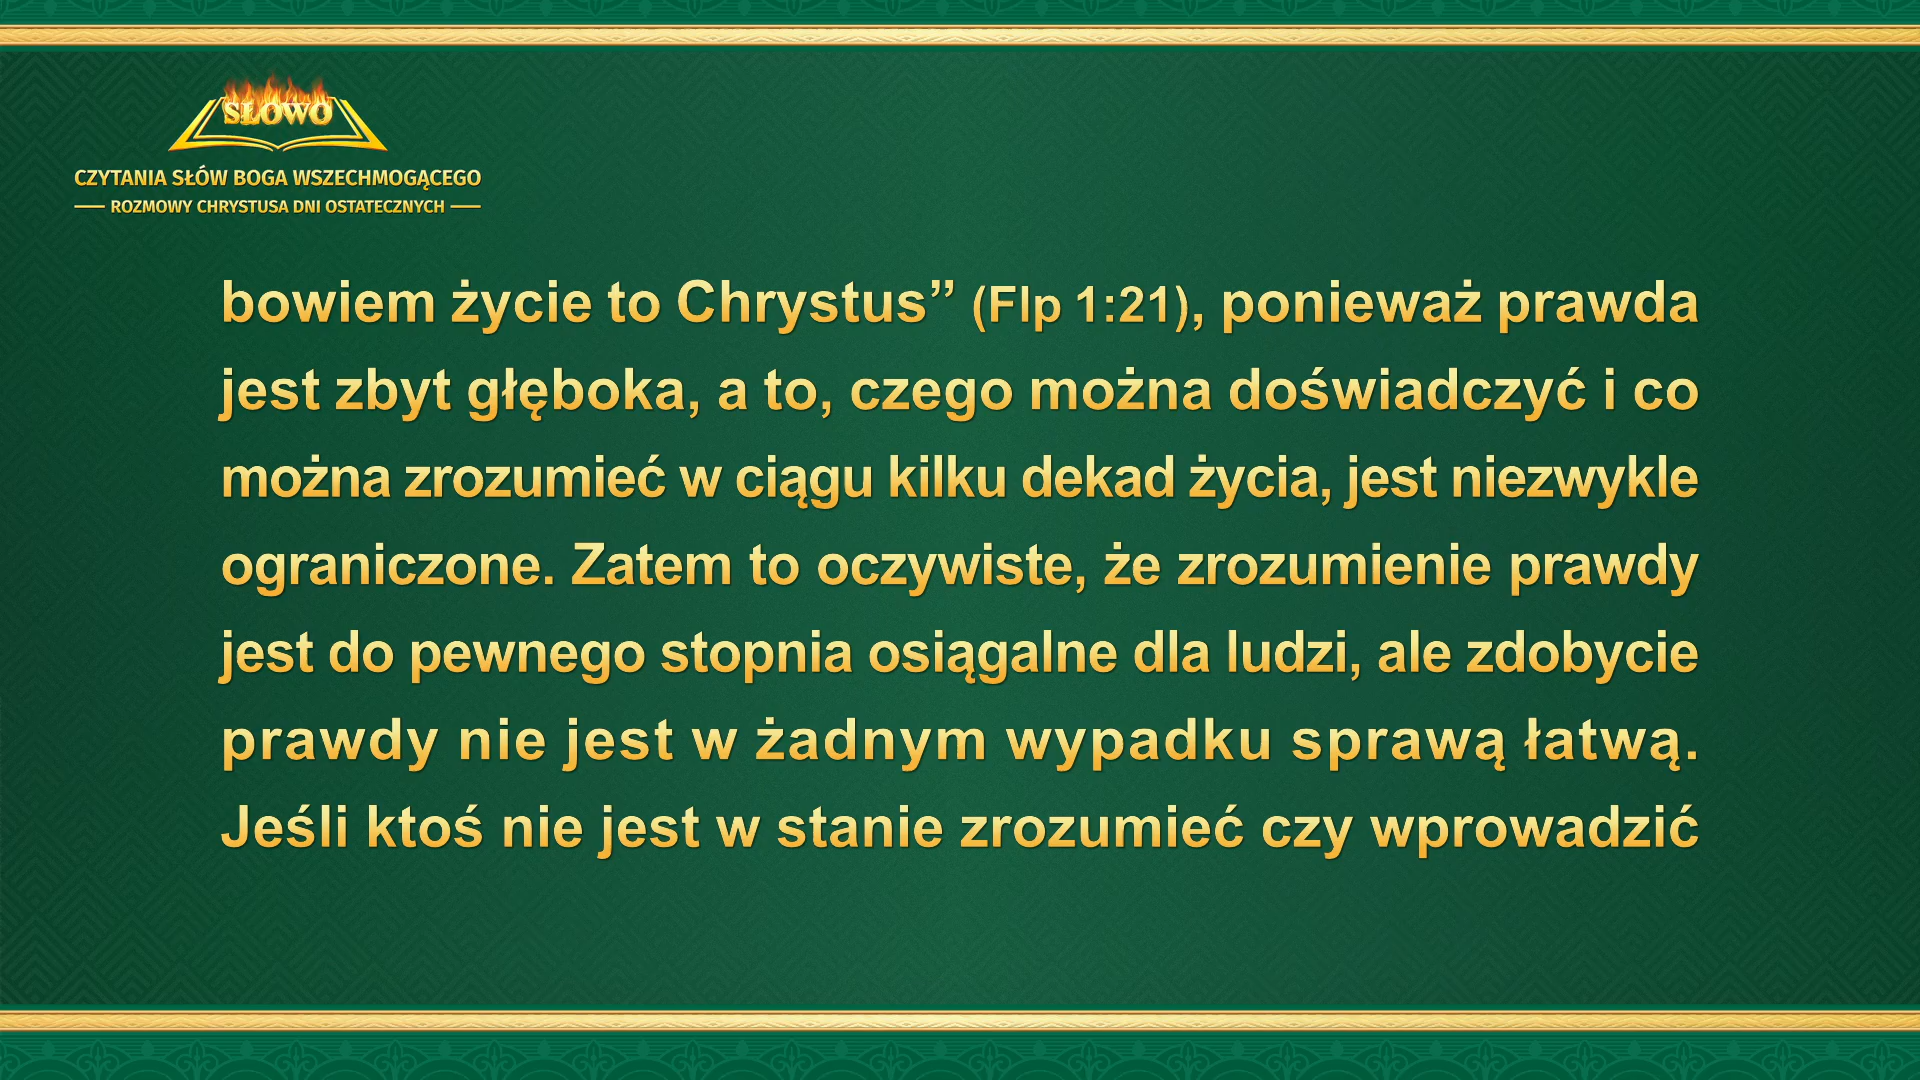 SŁOWO
CZYTANIA SŁÓW BOGA WSZECHMOGĄCEGO
ROZMOWY CHRYSTUSA DNI OSTATECZNYCH
bowiem życie to Chrystus” (Flp 1:21), ponieważ prawda
jest zbyt głęboka, a to, czego można doświadczyć i co
można zrozumieć w ciągu kilku dekad życia, jest niezwykle
ograniczone. Zatem to oczywiste, że zrozumienie prawdy
jest do pewnego stopnia osiągalne dla ludzi, ale zdobycie
prawdy nie jest w żadnym wypadku sprawą łatwą.
Jeśli ktoś nie jest w stanie zrozumieć czy wprowadzić